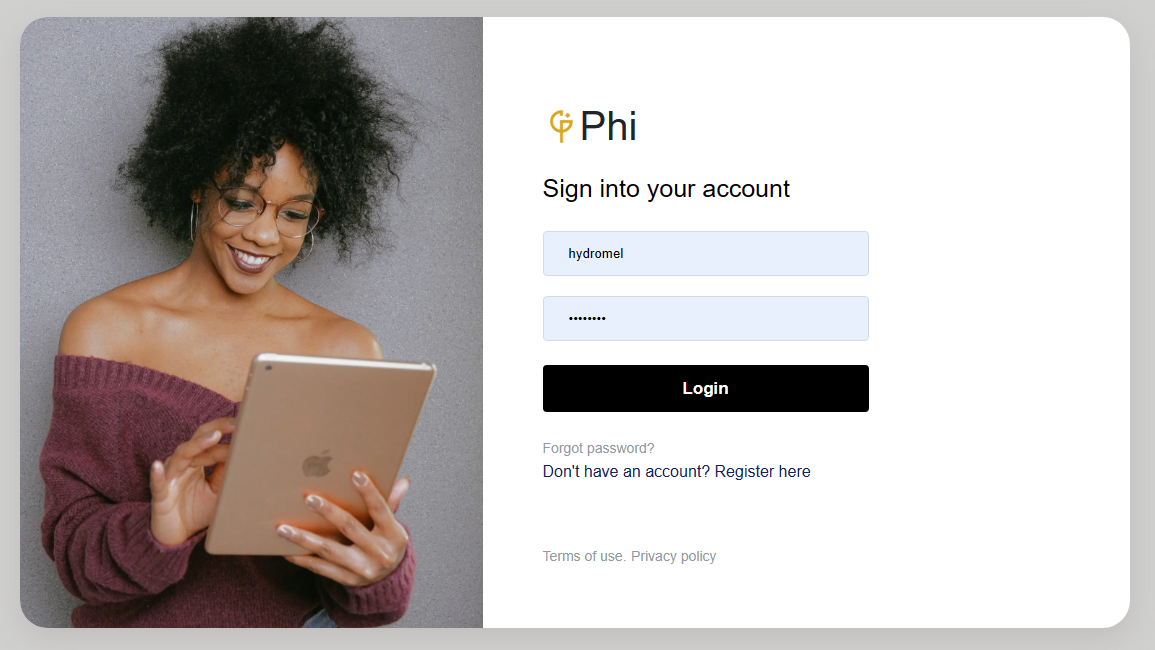 Phi
Sign into your account
hydromel
••••••••
Login
Forgot password?
Don't have an account? Register here
Terms of use. Privacy policy